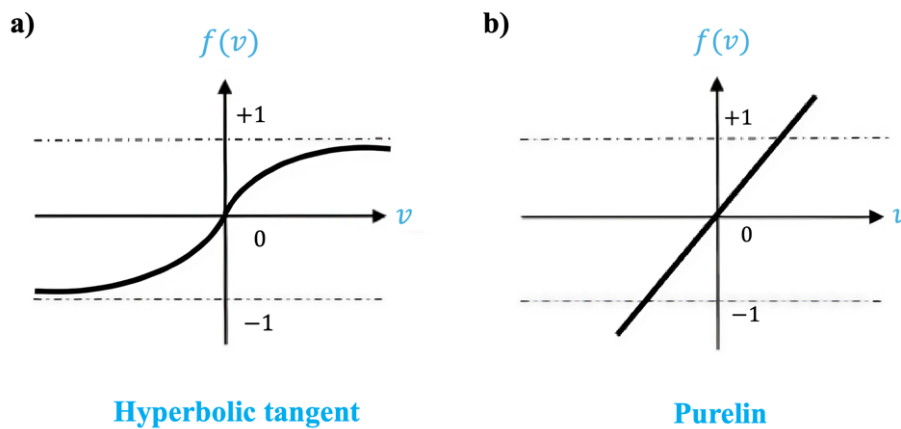 a)
f(v)
+1
v
0
−1
Hyperbolic tangent
b)
f(v)
+1
v
0
−1
Purelin